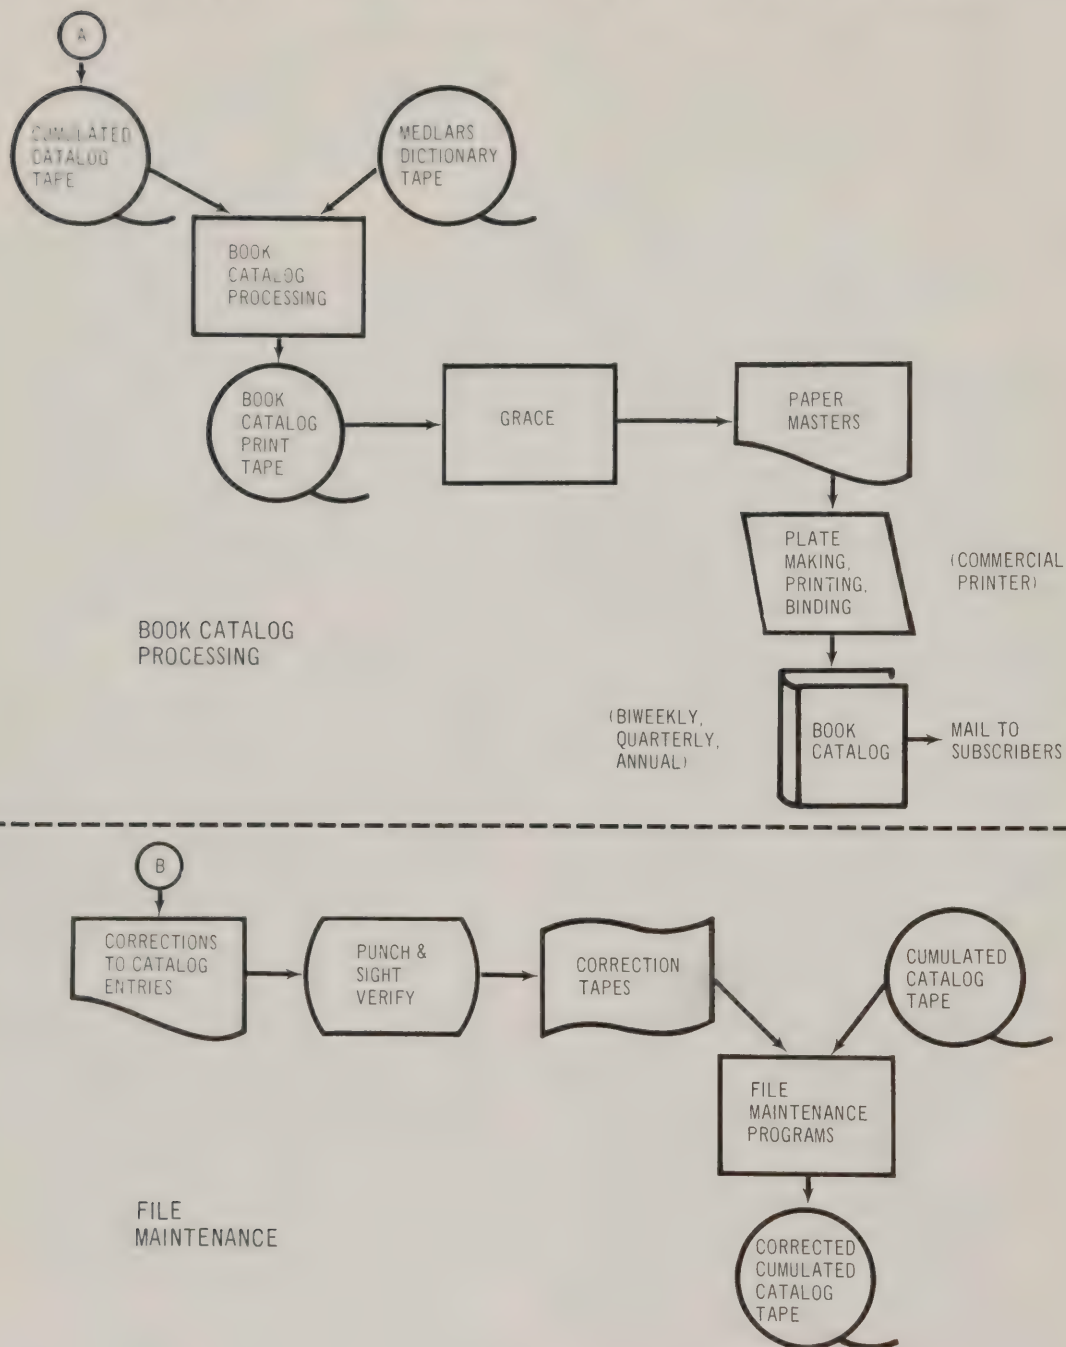 A
CUMULATED
CATALOG
TAPE
MEDLARS
DICTIONARY
TAPE
BOOK
CATALOG
PROCESSING
BOOK
CATALOG
PRINT
TAPE
GRACE
PAPER
MASTERS
PLATE
MAKING,
PRINTING,
BINDING
(COMMERCIAL
PRINTER)
BOOK CATALOG
PROCESSING
(BIWEEKLY,
QUARTERLY,
ANNUAL)
BOOK
CATALOG
MAIL TO
SUBSCRIBERS
B
CORRECTIONS
TO CATALOG
ENTRIES
PUNCH &
SIGHT
VERIFY
CORRECTION
TAPES
CUMULATED
CATALOG
TAPE
FILE
MAINTENANCE
PROGRAMS
FILE
MAINTENANCE
CORRECTED
CUMULATED
CATALOG
TAPE